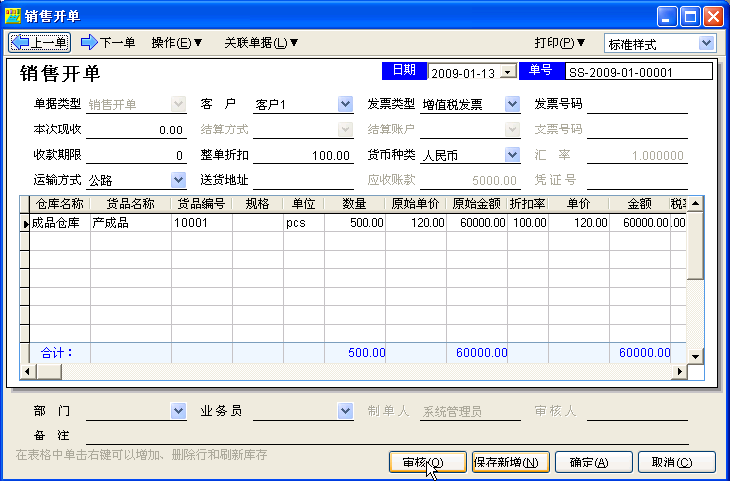 销售开单
上一单 下一单 操作(E)▼ 关联单据(L)▼ 打印(P)▼ 标准样式
销售开单 日期 2009-01-13 单号 SS-2009-01-00001
单据类型 销售开单 客 户 客户1 发票类型 增值税发票 发票号码
本次现收 0.00 结算方式 结算账户 支票号码
收款期限 0 整单折扣 100.00 货币种类 人民币 汇 率 1.000000
运输方式 公路 送货地址 应收账款 5000.00 凭证号
仓库名称 货品名称 货品编号 规格 单位 数量 原始单价 原始金额 折扣率 单价 金额 税率
成品仓库 产成品 10001 pcs 500.00 120.00 60000.00 100.00 120.00 60000.00 .00
合计： 500.00 60000.00 60000.00
部 门 业务员 制单人 系统管理员 审核人
备 注
在表格中单击右键可以增加、删除行和刷新库存
审核(O) 保存新增(N) 确定(A) 取消(C)